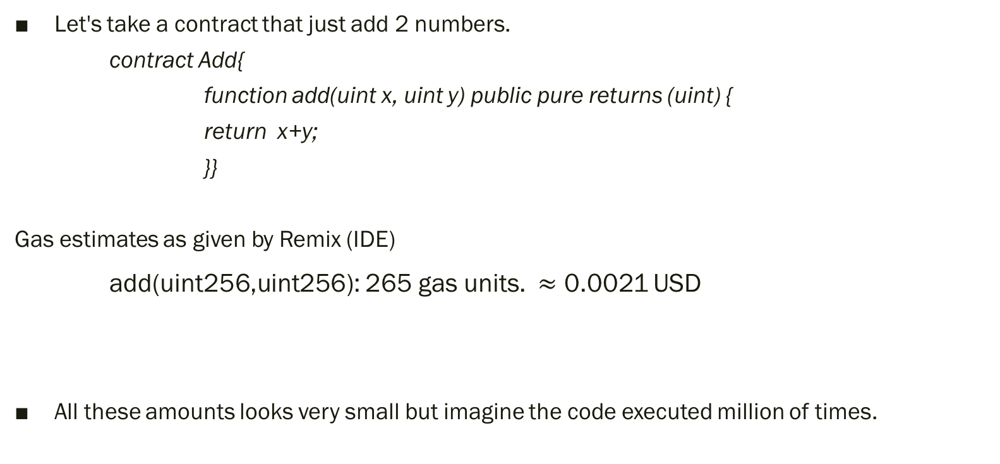 ▪ Let's take a contract that just add 2 numbers.
contract Add{
function add(uint x, uint y) public pure returns (uint) {
return x+y;
}}
Gas estimates as given by Remix (IDE)
add(uint256,uint256): 265 gas units. ≈ 0.0021 USD
▪ All these amounts looks very small but imagine the code executed million of times.